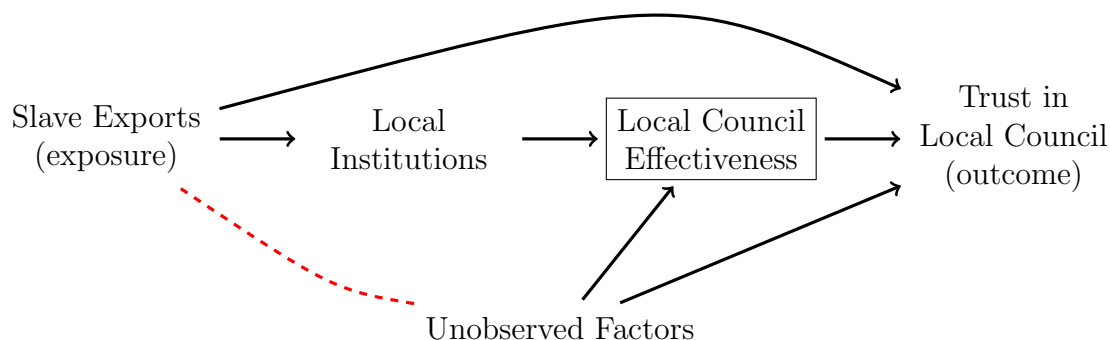 Slave Exports
(exposure)
Local
Institutions
Local Council
Effectiveness
Trust in
Local Council
(outcome)
Unobserved Factors